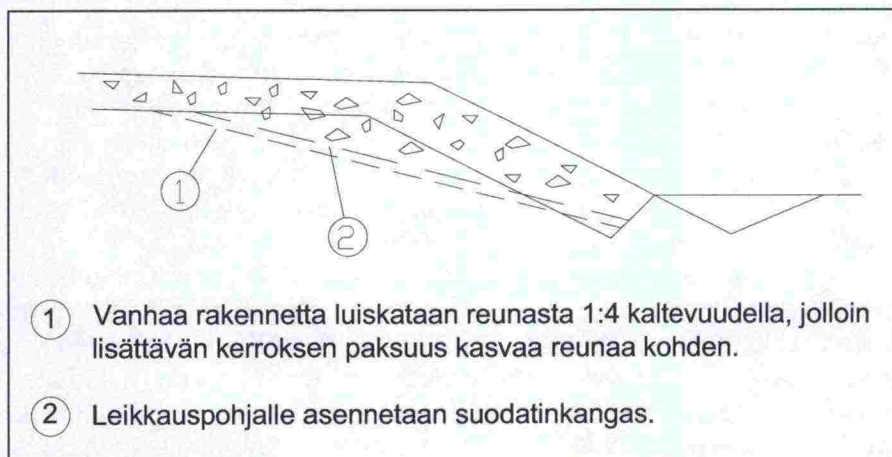 1
2
1 Vanhaa rakennetta luiskataan reunasta 1:4 kaltevuudella, jolloin
lisättävän kerroksen paksuus kasvaa reunaa kohden.
2 Leikkauspohjalle asennetaan suodatinkangas.